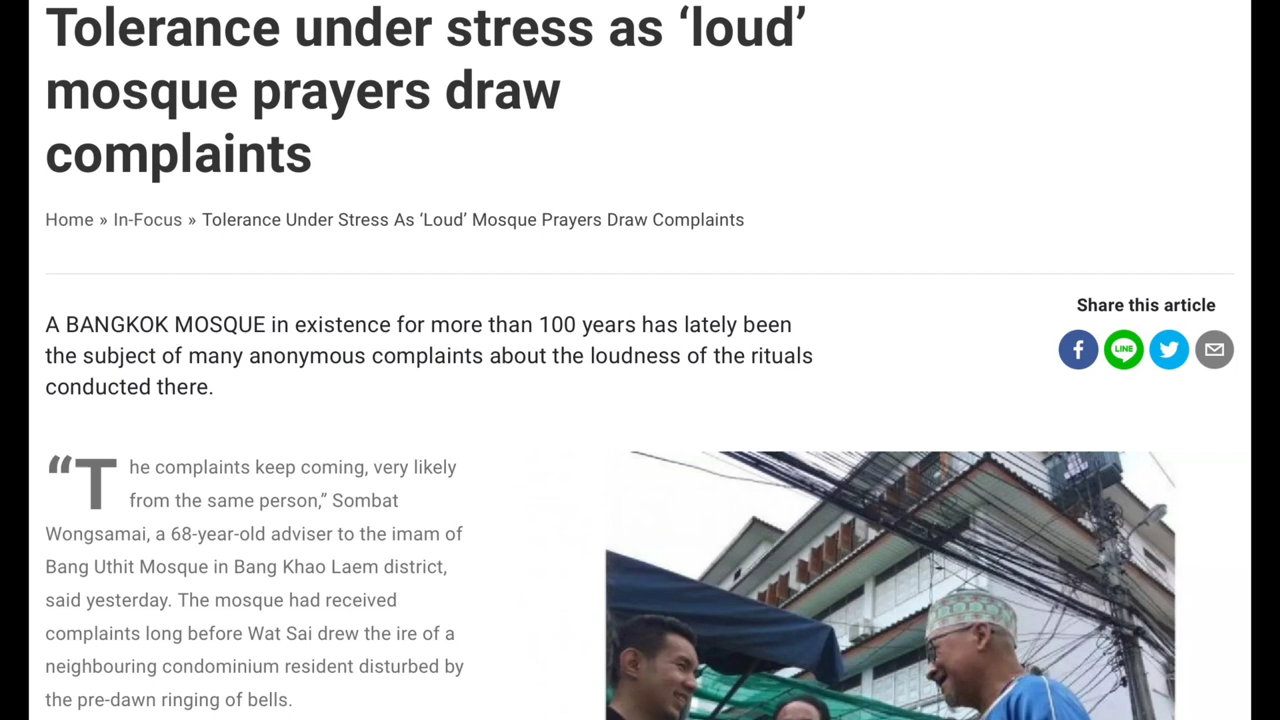 Tolerance under stress as ‘loud’
mosque prayers draw
complaints
Home » In-Focus » Tolerance Under Stress As ‘Loud’ Mosque Prayers Draw Complaints
Share this article
A BANGKOK MOSQUE in existence for more than 100 years has lately been
the subject of many anonymous complaints about the loudness of the rituals
conducted there.
f
LINE
“The complaints keep coming, very likely
from the same person,” Sombat
Wongsamai, a 68-year-old adviser to the imam of
Bang Uthit Mosque in Bang Khao Laem district,
said yesterday. The mosque had received
complaints long before Wat Sai drew the ire of a
neighbouring condominium resident disturbed by
the pre-dawn ringing of bells.